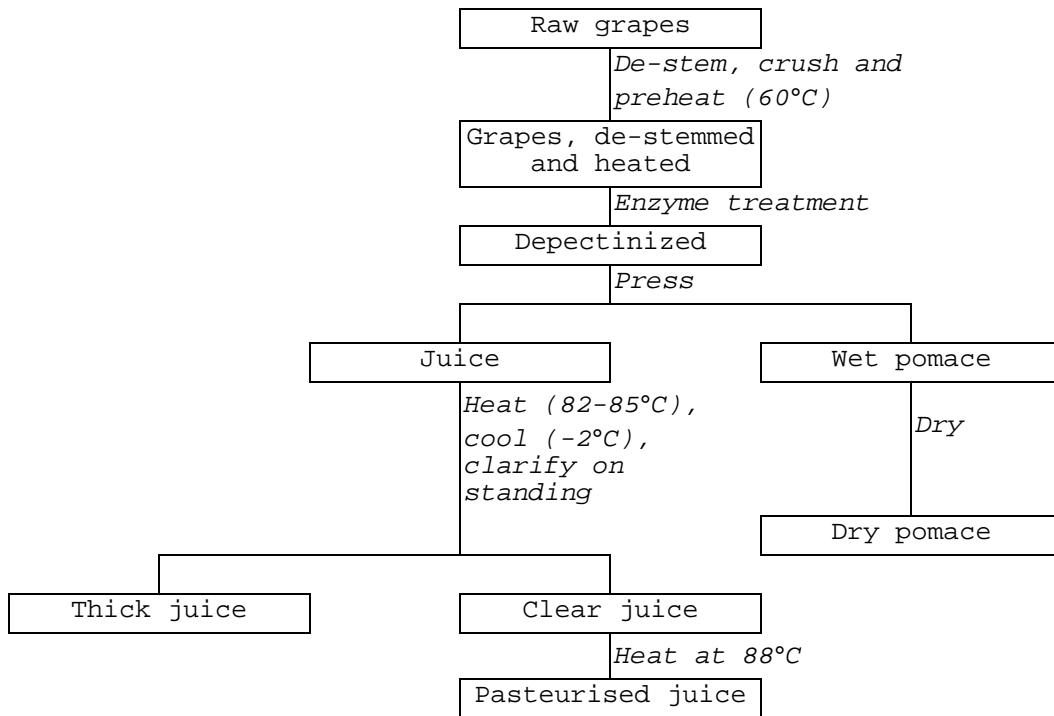 Raw grapes
De-stem, crush and
preheat (60°C)
Grapes, de-stemmed
and heated
Enzyme treatment
Depectinized
Press
Juice
Wet pomace
Heat (82-85°C),
cool (-2°C),
clarify on
standing
Dry
Dry pomace
Thick juice
Clear juice
Heat at 88°C
Pasteurised juice